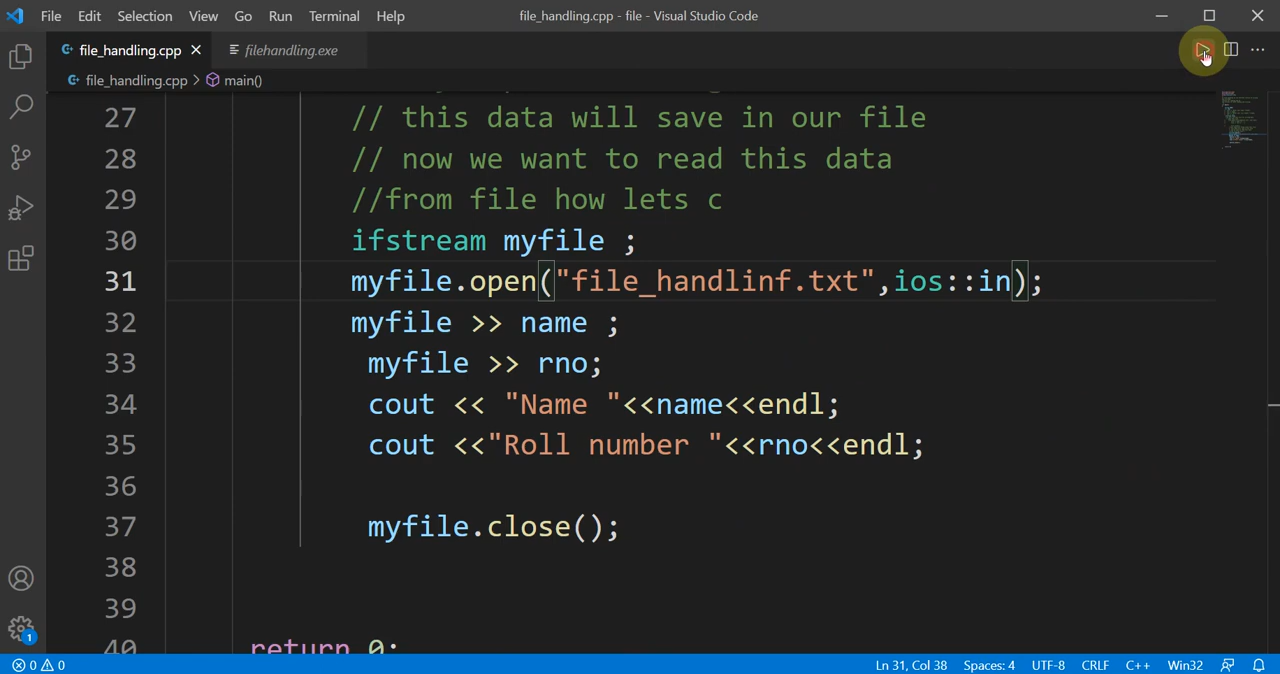 File Edit Selection View Go Run Terminal Help file_handling.cpp - file - Visual Studio Code
file_handling.cpp filehandling.exe
file_handling.cpp > main()
27 // this data will save in our file
28 // now we want to read this data
29 //from file how lets c
30 ifstream myfile ;
31 myfile.open("file_handlinf.txt",ios::in);
32 myfile >> name ;
33 myfile >> rno;
34 cout << "Name "<<name<<endl;
35 cout <<"Roll number "<<rno<<endl;
36
37 myfile.close();
38
39
40 return 0;
1
0 0 Ln 31, Col 38 Spaces: 4 UTF-8 CRLF C++ Win32